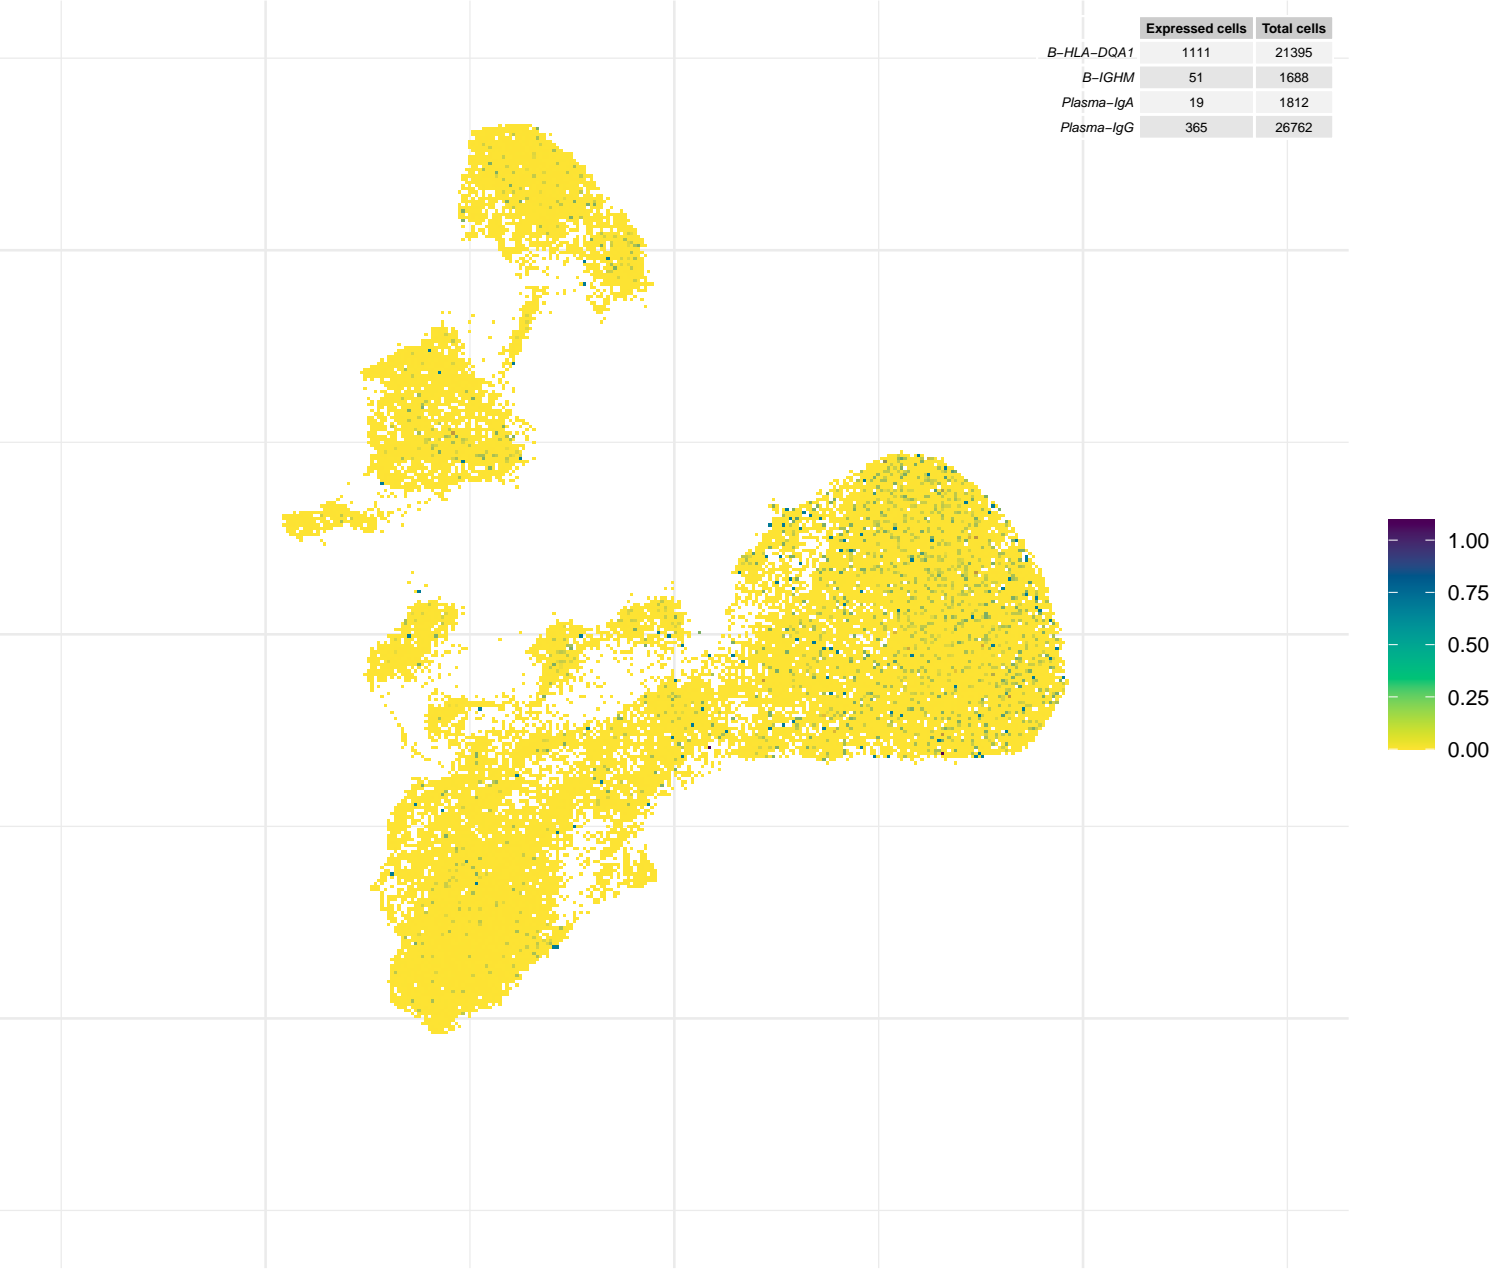 Expressed cells Total cells
B−HLA−DQA1 1111 21395
B−IGHM 51 1688
Plasma−IgA 19 1812
Plasma−IgG 365 26762
1.00
0.75
0.50
0.25
0.00